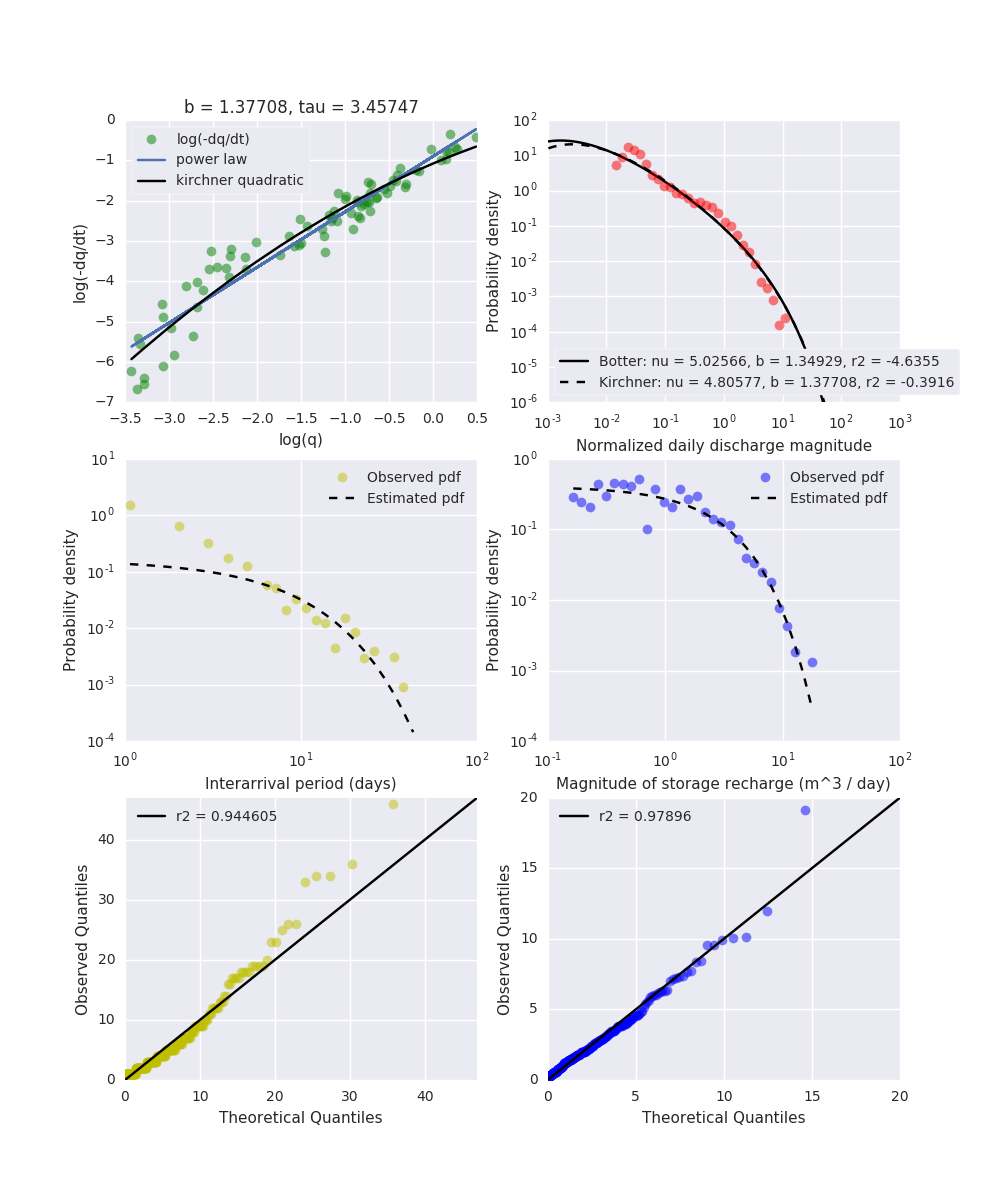 b = 1.37708, tau = 3.45747
log(-dq/dt)
power law
kirchner quadratic
0
−1
−2
−3
−4
−5
−6
−7
log(-dq/dt)
−3.5 −3.0 −2.5 −2.0 −1.5 −1.0 −0.5 0.0 0.5
log(q)
10^2
10^1
10^0
10^-1
10^-2
10^-3
10^-4
10^-5
10^-6
Probability density
Botter: nu = 5.02566, b = 1.34929, r2 = -4.6355
Kirchner: nu = 4.80577, b = 1.37708, r2 = -0.3916
10^-3 10^-2 10^-1 10^0 10^1 10^2 10^3
Normalized daily discharge magnitude
10^1
10^0
10^-1
10^-2
10^-3
10^-4
Probability density
Observed pdf
Estimated pdf
10^0 10^1 10^2
Interarrival period (days)
10^0
10^-1
10^-2
10^-3
10^-4
Probability density
Observed pdf
Estimated pdf
10^-1 10^0 10^1 10^2
Magnitude of storage recharge (m^3 / day)
r2 = 0.944605
40
30
20
10
0
Observed Quantiles
0 10 20 30 40
Theoretical Quantiles
r2 = 0.97896
20
15
10
5
0
Observed Quantiles
0 5 10 15 20
Theoretical Quantiles